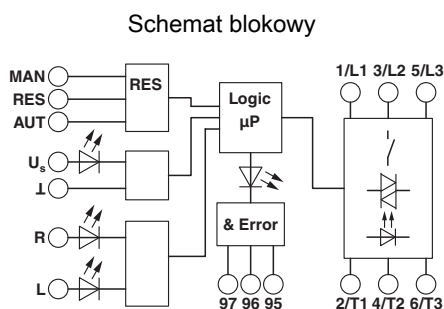 Schemat blokowy
MAN
RES
AUT
RES
Logic
µP
1/L1 3/L2 5/L3
Us
⊥
R
L
& Error
97 96 95
2/T1 4/T2 6/T3